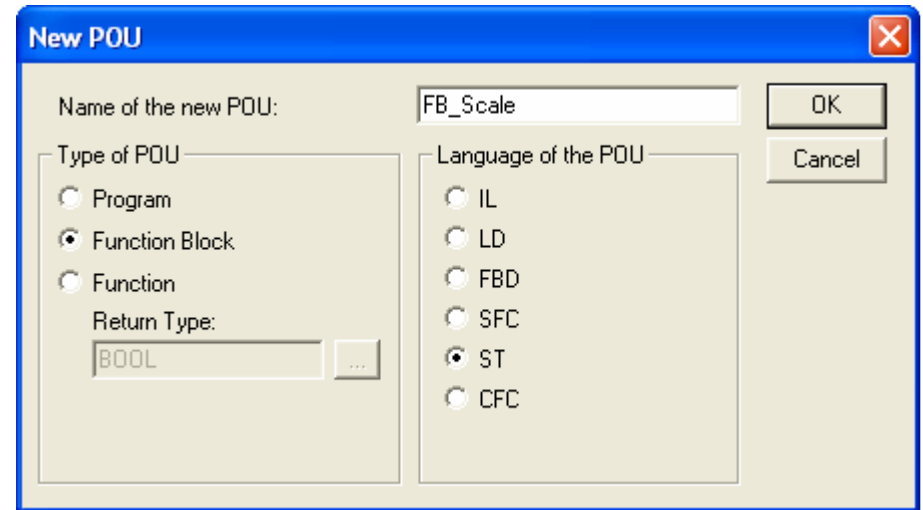 New POU
Name of the new POU:
FB_Scale
OK
Cancel
Type of POU
Program
Function Block
Function
Return Type:
BOOL
...
Language of the POU
IL
LD
FBD
SFC
ST
CFC